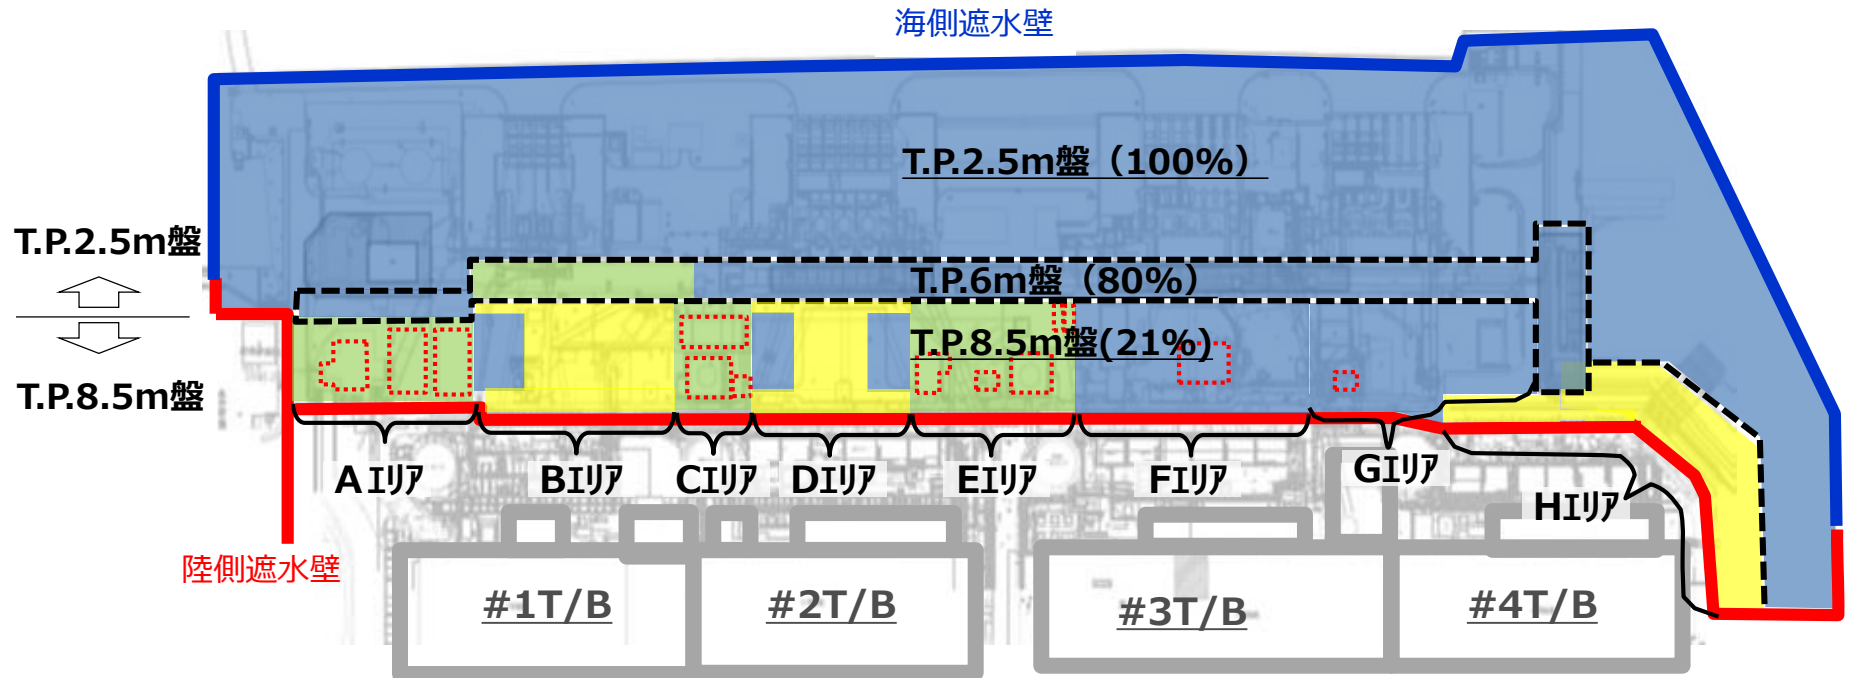 海側遮水壁
T.P.2.5m盤（100%）
T.P.2.5m盤
T.P.6m盤（80%）
T.P.8.5m盤(21%)
T.P.8.5m盤
Aｴﾘｱ
Bｴﾘｱ
Cｴﾘｱ
Dｴﾘｱ
Eｴﾘｱ
Fｴﾘｱ
Gｴﾘｱ
Hｴﾘｱ
陸側遮水壁
#1T/B
#2T/B
#3T/B
#4T/B